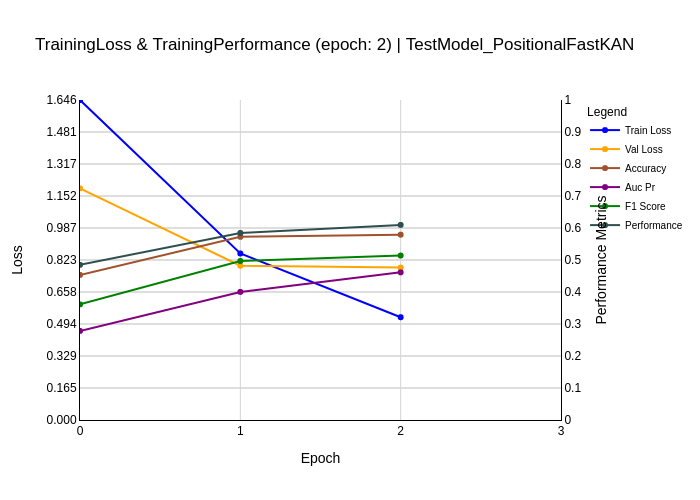 TrainingLoss & TrainingPerformance (epoch: 2) | TestModel_PositionalFastKAN
1.646
1.481
1.317
1.152
0.987
0.823
0.658
0.494
0.329
0.165
0.000
Loss
0
1
2
3
Epoch
1
0.9
0.8
0.7
0.6
0.5
0.4
0.3
0.2
0.1
0
Performance Metrics
Legend
Train Loss
Val Loss
Accuracy
Auc Pr
F1 Score
Performance